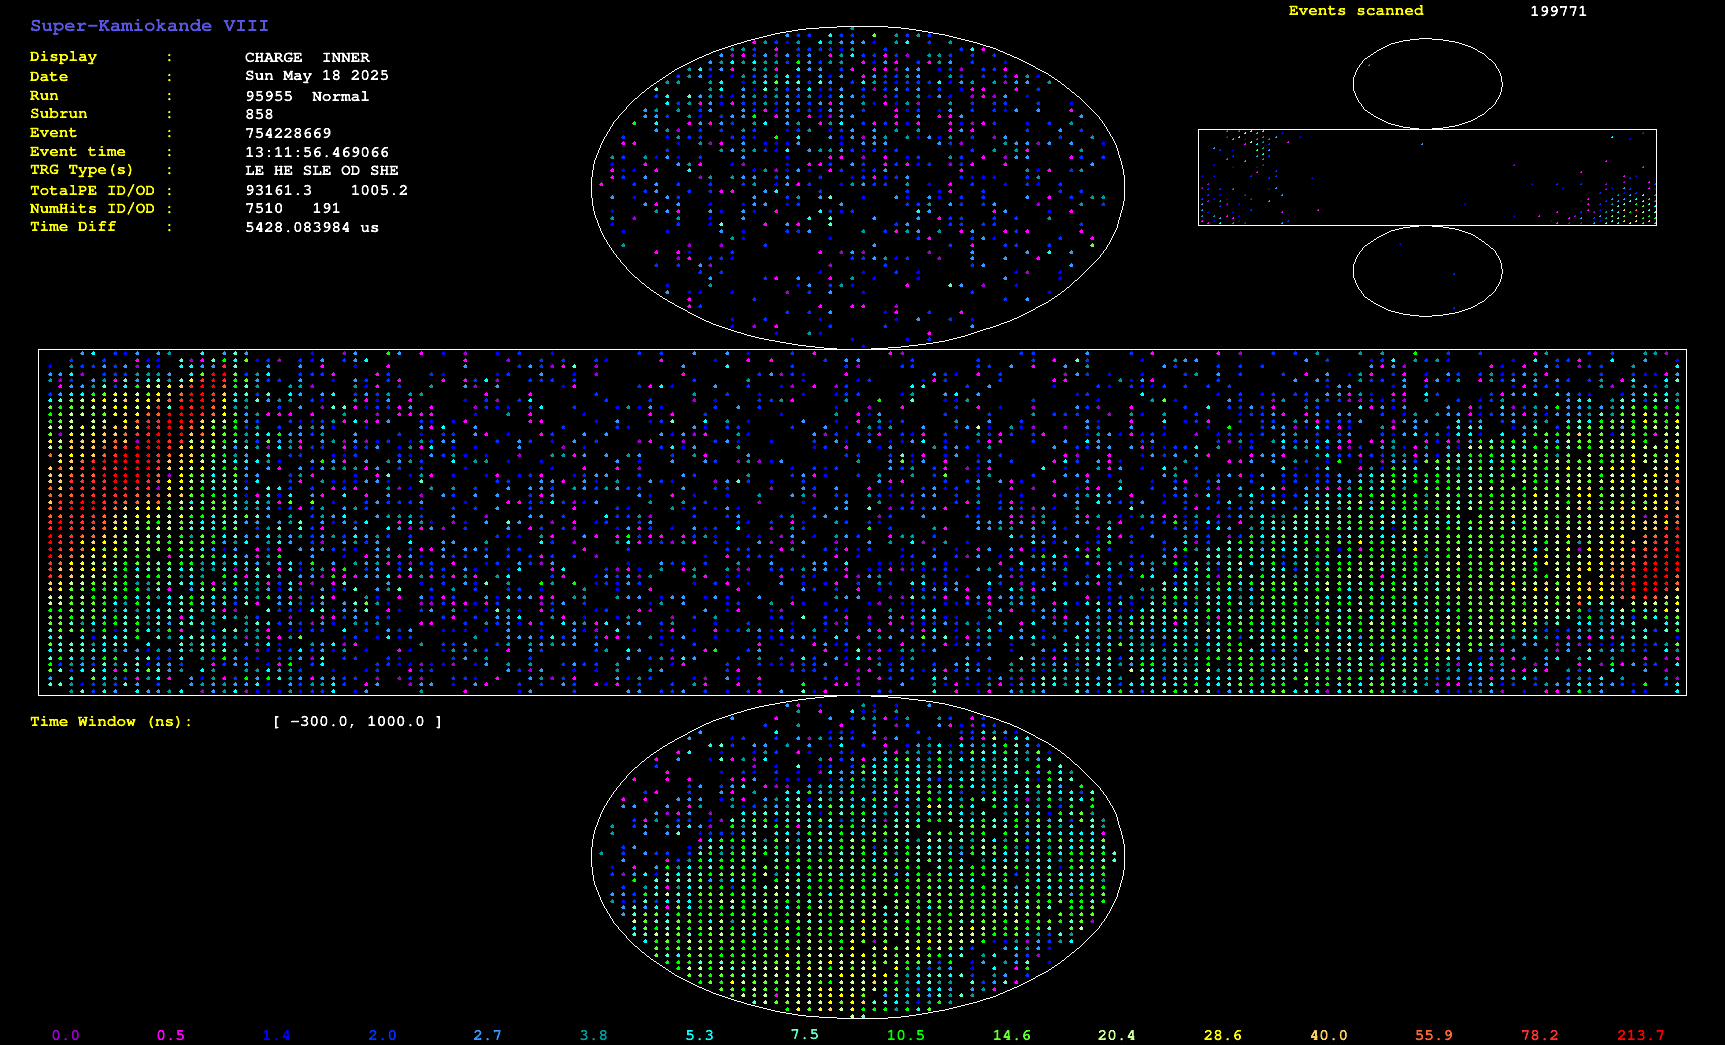 Super-Kamiokande VIII
Display : CHARGE INNER
Date : Sun May 18 2025
Run : 95955 Normal
Subrun : 858
Event : 754228669
Event time : 13:11:56.469066
TRG Type(s) : LE HE SLE OD SHE
TotalPE ID/OD : 93161.3 1005.2
NumHits ID/OD : 7510 191
Time Diff : 5428.083984 us
Events scanned 199771
Time Window (ns): [ -300.0, 1000.0 ]
0.0 0.5 1.4 2.0 2.7 3.8 5.3 7.5 10.5 14.6 20.4 28.6 40.0 55.9 78.2 213.7